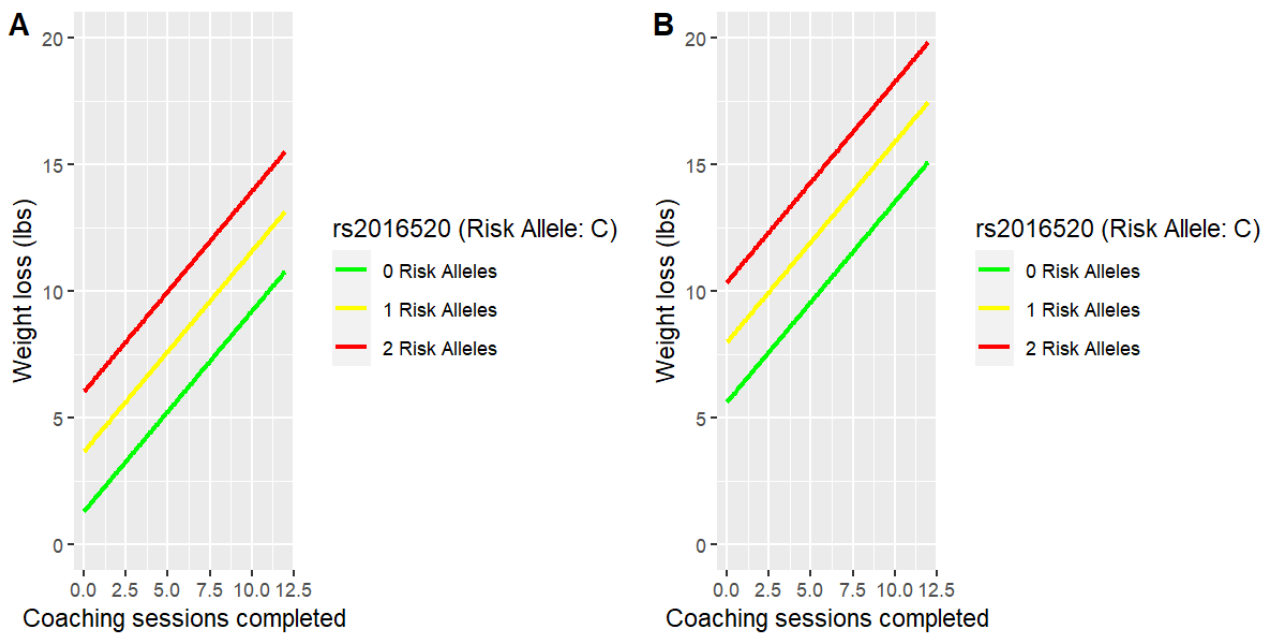 A
20
15
10
5
0
Weight loss (lbs)
0.0 2.5 5.0 7.5 10.0 12.5
Coaching sessions completed
rs2016520 (Risk Allele: C)
0 Risk Alleles
1 Risk Alleles
2 Risk Alleles
B
20
15
10
5
0
Weight loss (lbs)
0.0 2.5 5.0 7.5 10.0 12.5
Coaching sessions completed
rs2016520 (Risk Allele: C)
0 Risk Alleles
1 Risk Alleles
2 Risk Alleles